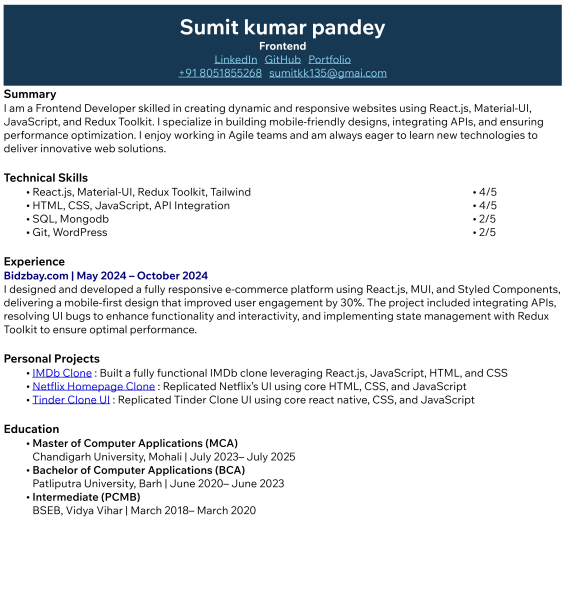 Sumit kumar pandey
Frontend
LinkedIn GitHub Portfolio
+91 8051855268 sumitkk135@gmai.com
Summary
I am a Frontend Developer skilled in creating dynamic and responsive websites using React.js, Material-UI,
JavaScript, and Redux Toolkit. I specialize in building mobile-friendly designs, integrating APIs, and ensuring
performance optimization. I enjoy working in Agile teams and am always eager to learn new technologies to
deliver innovative web solutions.
Technical Skills
• React.js, Material-UI, Redux Toolkit, Tailwind • 4/5
• HTML, CSS, JavaScript, API Integration • 4/5
• SQL, Mongodb • 2/5
• Git, WordPress • 2/5
Experience
Bidzbay.com | May 2024 – October 2024
I designed and developed a fully responsive e-commerce platform using React.js, MUI, and Styled Components,
delivering a mobile-first design that improved user engagement by 30%. The project included integrating APIs,
resolving UI bugs to enhance functionality and interactivity, and implementing state management with Redux
Toolkit to ensure optimal performance.
Personal Projects
• IMDb Clone : Built a fully functional IMDb clone leveraging React.js, JavaScript, HTML, and CSS
• Netflix Homepage Clone : Replicated Netflix's UI using core HTML, CSS, and JavaScript
• Tinder Clone UI : Replicated Tinder Clone UI using core react native, CSS, and JavaScript
Education
• Master of Computer Applications (MCA)
Chandigarh University, Mohali | July 2023– July 2025
• Bachelor of Computer Applications (BCA)
Patliputra University, Barh | June 2020– June 2023
• Intermediate (PCMB)
BSEB, Vidya Vihar | March 2018– March 2020